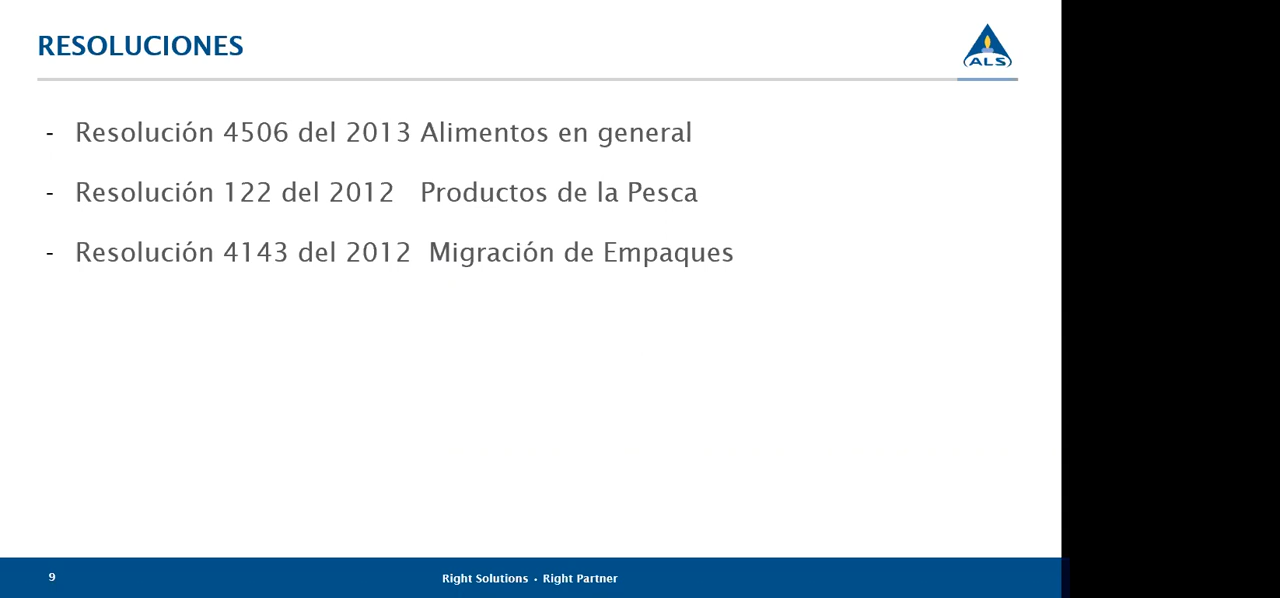 RESOLUCIONES
ALS
- Resolución 4506 del 2013 Alimentos en general
- Resolución 122 del 2012 Productos de la Pesca
- Resolución 4143 del 2012 Migración de Empaques
9
Right Solutions • Right Partner